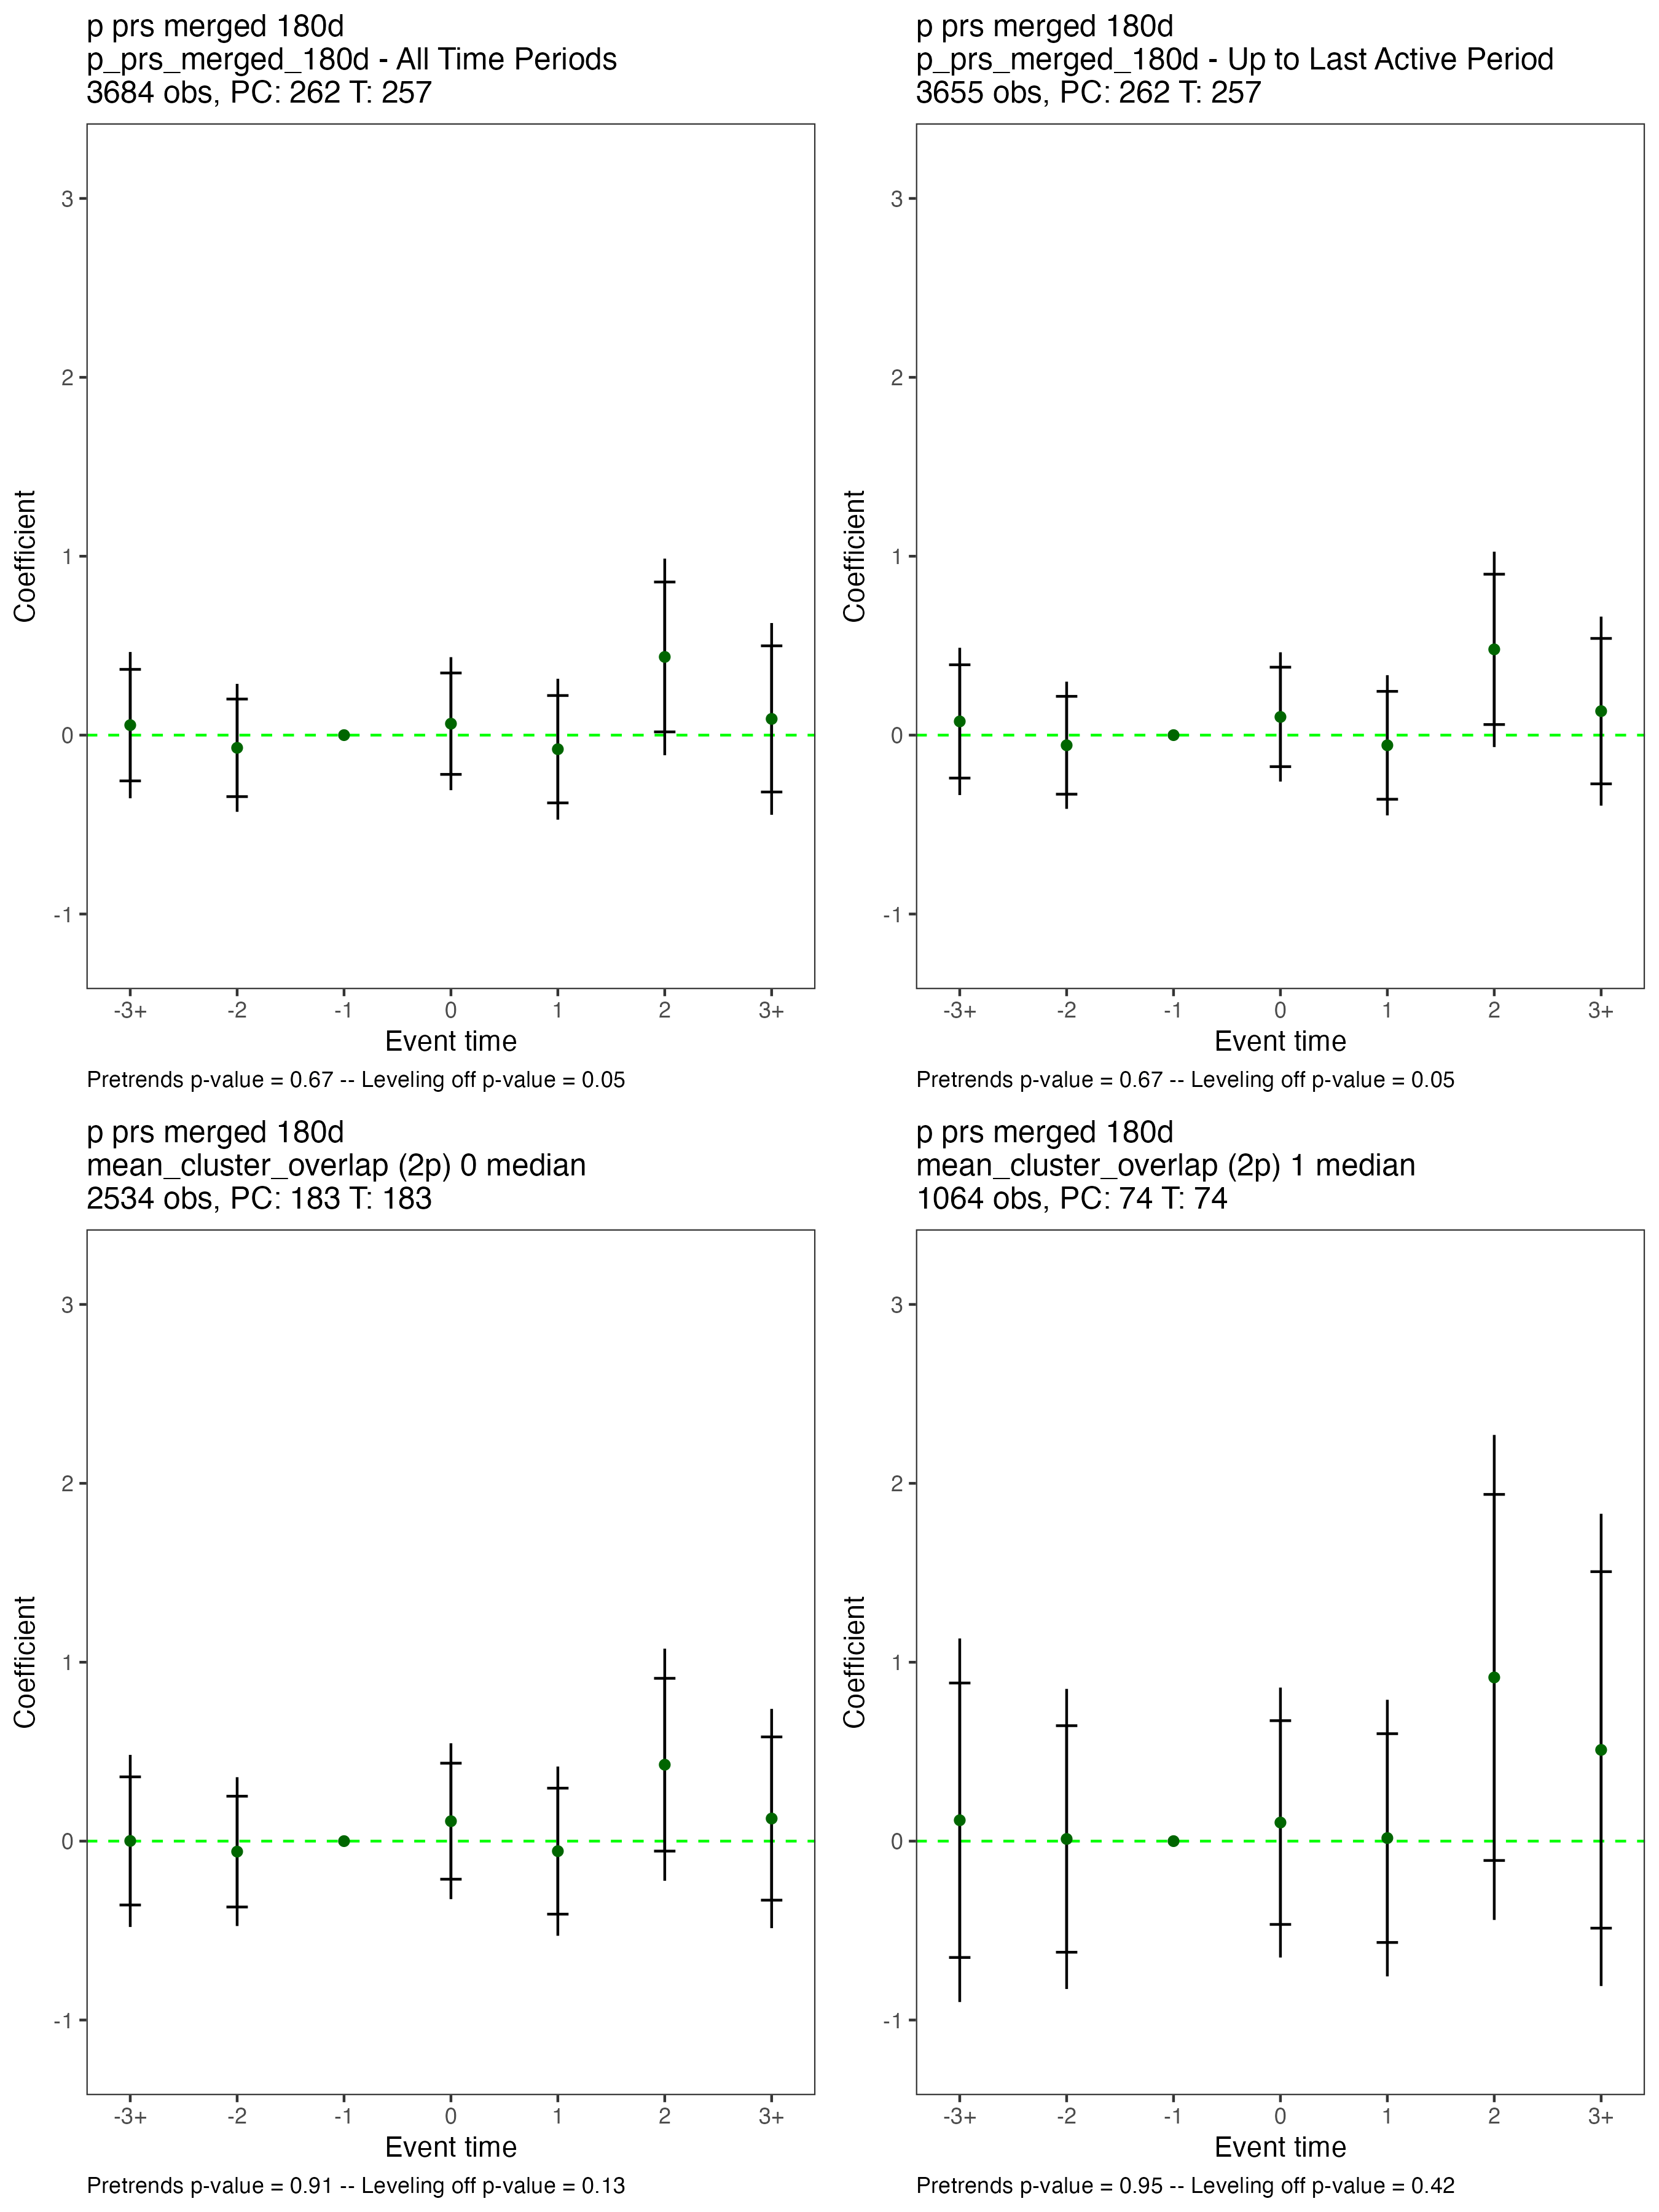 p prs merged 180d
p_prs_merged_180d - All Time Periods
3684 obs, PC: 262 T: 257
3
2
1
0
-1
Coefficient
-3+ -2 -1 0 1 2 3+
Event time
Pretrends p-value = 0.67 -- Leveling off p-value = 0.05
p prs merged 180d
p_prs_merged_180d - Up to Last Active Period
3655 obs, PC: 262 T: 257
3
2
1
0
-1
Coefficient
-3+ -2 -1 0 1 2 3+
Event time
Pretrends p-value = 0.67 -- Leveling off p-value = 0.05
p prs merged 180d
mean_cluster_overlap (2p) 0 median
2534 obs, PC: 183 T: 183
3
2
1
0
-1
Coefficient
-3+ -2 -1 0 1 2 3+
Event time
Pretrends p-value = 0.91 -- Leveling off p-value = 0.13
p prs merged 180d
mean_cluster_overlap (2p) 1 median
1064 obs, PC: 74 T: 74
3
2
1
0
-1
Coefficient
-3+ -2 -1 0 1 2 3+
Event time
Pretrends p-value = 0.95 -- Leveling off p-value = 0.42